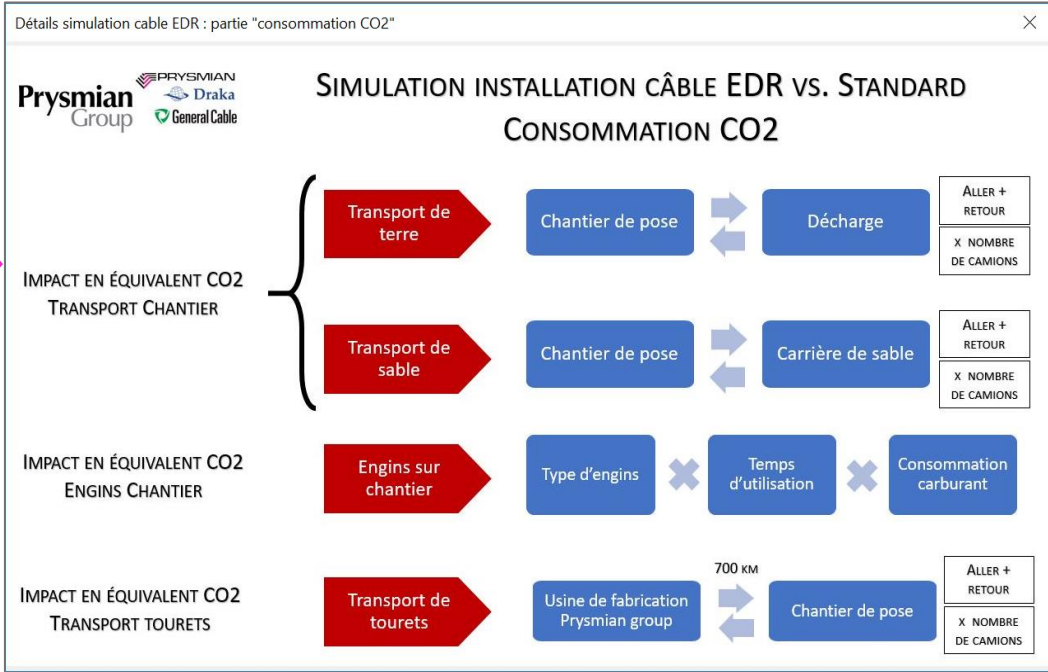 Détails simulation cable EDR : partie "consommation CO2"
Prysmian
Group
PRYSMIAN
Draka
General Cable
SIMULATION INSTALLATION CÂBLE EDR VS. STANDARD
CONSOMMATION CO2
IMPACT EN ÉQUIVALENT CO2
TRANSPORT CHANTIER
Transport de
terre
Chantier de pose
Décharge
ALLER +
RETOUR
X NOMBRE
DE CAMIONS
Transport de
sable
Chantier de pose
Carrière de sable
ALLER +
RETOUR
X NOMBRE
DE CAMIONS
IMPACT EN ÉQUIVALENT CO2
ENGINS CHANTIER
Engins sur
chantier
Type d'engins
Temps
d'utilisation
Consommation
carburant
IMPACT EN ÉQUIVALENT CO2
TRANSPORT TOURETS
Transport de
tourets
Usine de fabrication
Prysmian group
700 KM
Chantier de pose
ALLER +
RETOUR
X NOMBRE
DE CAMIONS